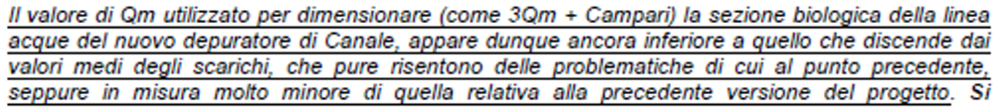 Il valore di Qm utilizzato per dimensionare (come 3Qm + Campari) la sezione biologica della linea
acque del nuovo depuratore di Canale, appare dunque ancora inferiore a quello che discende dai
valori medi degli scarichi, che pure risentono delle problematiche di cui al punto precedente,
seppure in misura molto minore di quella relativa alla precedente versione del progetto. Si